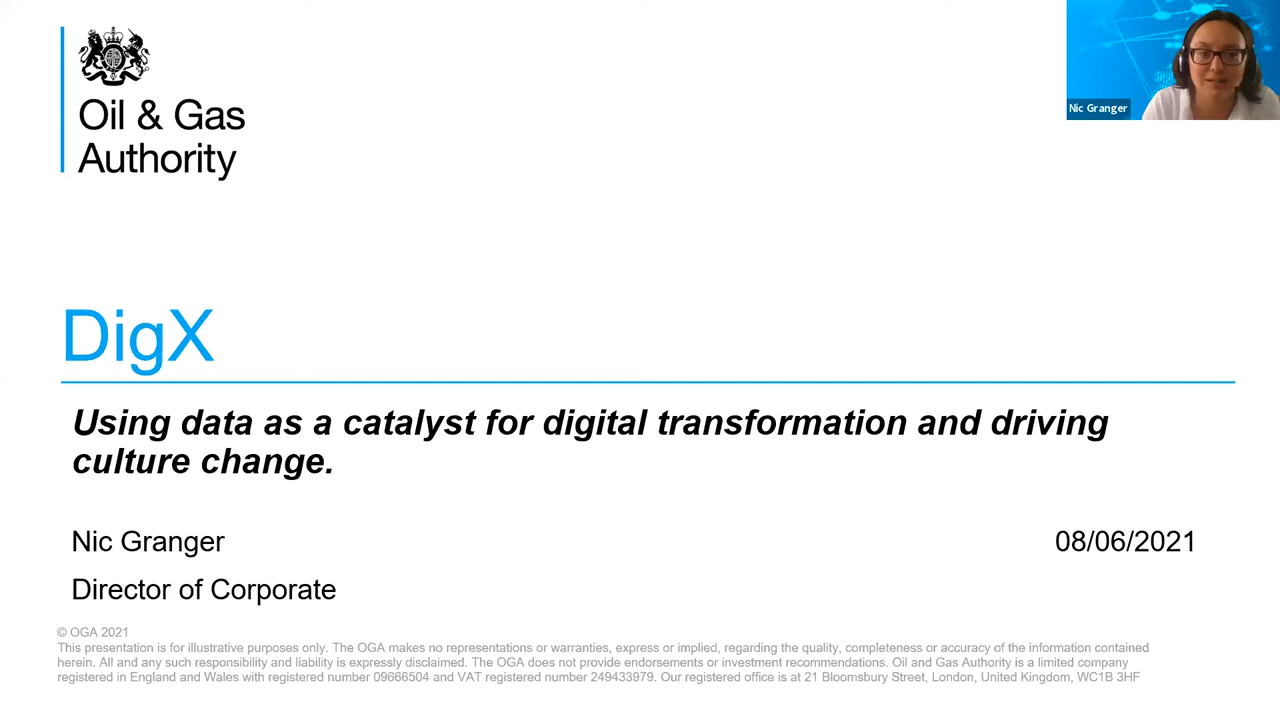 Oil & Gas
Authority
Nic Granger
DigX
Using data as a catalyst for digital transformation and driving
culture change.
Nic Granger
08/06/2021
Director of Corporate
© OGA 2021
This presentation is for illustrative purposes only. The OGA makes no representations or warranties, express or implied, regarding the quality, completeness or accuracy of the information contained
herein. All and any such responsibility and liability is expressly disclaimed. The OGA does not provide endorsements or investment recommendations. Oil and Gas Authority is a limited company
registered in England and Wales with registered number 09666504 and VAT registered number 249433979. Our registered office is at 21 Bloomsbury Street, London, United Kingdom, WC1B 3HF